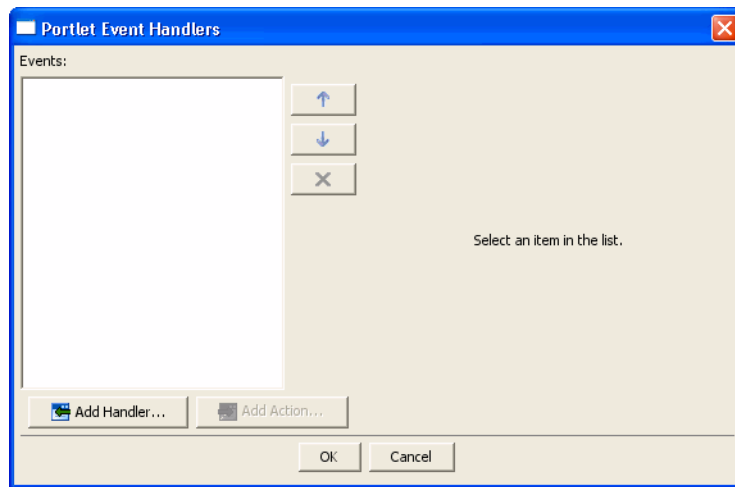 Portlet Event Handlers
Events:
Select an item in the list.
Add Handler... Add Action...
OK Cancel